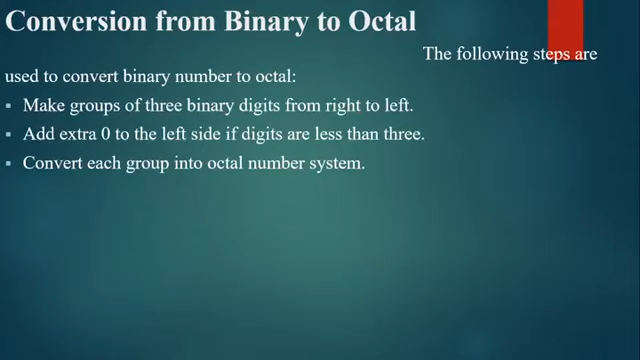 Conversion from Binary to Octal
The following steps are
used to convert binary number to octal:
▪ Make groups of three binary digits from right to left.
▪ Add extra 0 to the left side if digits are less than three.
▪ Convert each group into octal number system.